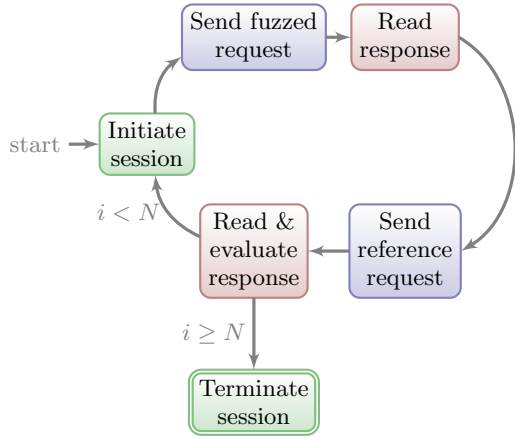 Send fuzzed
request
Read
response
start
Initiate
session
i < N
Read &
evaluate
response
Send
reference
request
i ≥ N
Terminate
session